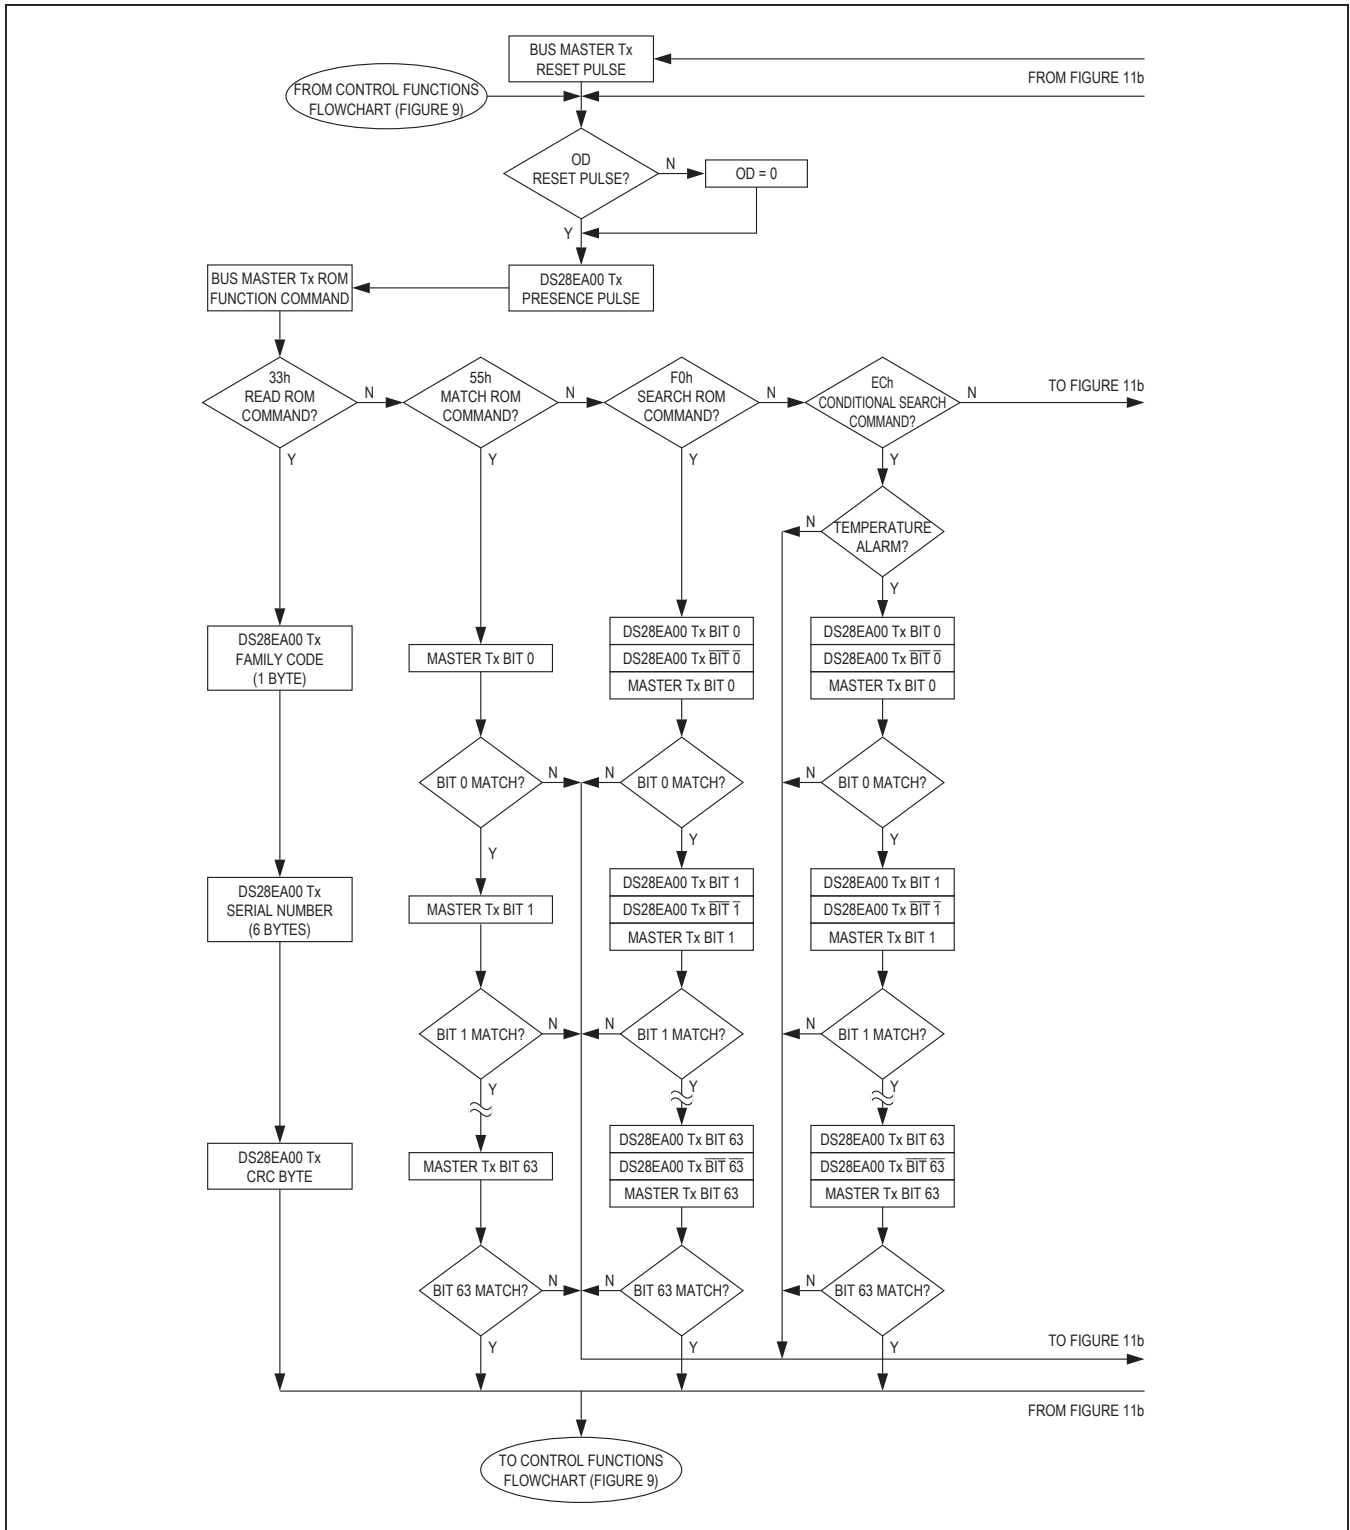 BUS MASTER Tx
RESET PULSE
FROM FIGURE 11b
FROM CONTROL FUNCTIONS
FLOWCHART (FIGURE 9)
OD
RESET PULSE?
N
OD = 0
Y
BUS MASTER Tx ROM
FUNCTION COMMAND
DS28EA00 Tx
PRESENCE PULSE
33h
READ ROM
COMMAND?
N
55h
MATCH ROM
COMMAND?
N
F0h
SEARCH ROM
COMMAND?
N
ECh
CONDITIONAL SEARCH
COMMAND?
N
TO FIGURE 11b
Y
Y
Y
Y
N
TEMPERATURE
ALARM?
Y
DS28EA00 Tx
FAMILY CODE
(1 BYTE)
MASTER Tx BIT 0
DS28EA00 Tx BIT 0
DS28EA00 Tx B̅I̅T̅ 0̅
MASTER Tx BIT 0
DS28EA00 Tx BIT 0
DS28EA00 Tx B̅I̅T̅ 0̅
MASTER Tx BIT 0
BIT 0 MATCH?
N
N
BIT 0 MATCH?
N
BIT 0 MATCH?
Y
Y
Y
DS28EA00 Tx
SERIAL NUMBER
(6 BYTES)
MASTER Tx BIT 1
DS28EA00 Tx BIT 1
DS28EA00 Tx B̅I̅T̅ 1̅
MASTER Tx BIT 1
DS28EA00 Tx BIT 1
DS28EA00 Tx B̅I̅T̅ 1̅
MASTER Tx BIT 1
BIT 1 MATCH?
N
N
BIT 1 MATCH?
N
BIT 1 MATCH?
Y
Y
Y
DS28EA00 Tx
CRC BYTE
MASTER Tx BIT 63
DS28EA00 Tx BIT 63
DS28EA00 Tx B̅I̅T̅ 6̅3̅
MASTER Tx BIT 63
DS28EA00 Tx BIT 63
DS28EA00 Tx B̅I̅T̅ 6̅3̅
MASTER Tx BIT 63
BIT 63 MATCH?
N
N
BIT 63 MATCH?
N
BIT 63 MATCH?
Y
Y
Y
TO FIGURE 11b
FROM FIGURE 11b
TO CONTROL FUNCTIONS
FLOWCHART (FIGURE 9)